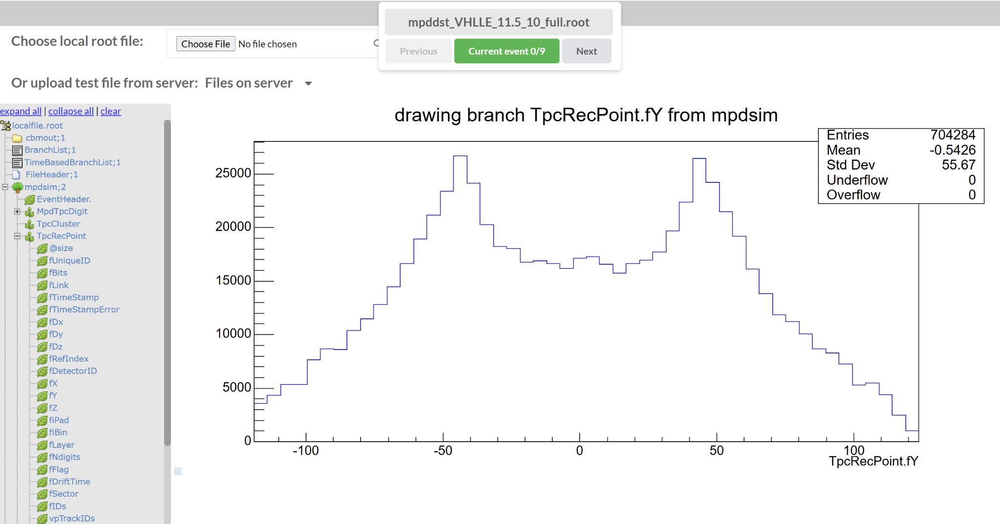 mpddst_VHLLE_11.5_10_full.root
Choose local root file:
Choose File No file chosen
Previous Current event 0/9 Next
Or upload test file from server: Files on server
expand all | collapse all | clear
localfile.root
cbmout;1
BranchList;1
TimeBasedBranchList;1
FileHeader;1
mpdsim;2
EventHeader.
MpdTpcDigit
TpcCluster
TpcRecPoint
@size
fUniqueID
fBits
fLink
fTimeStamp
fTimeStampError
fDx
fDy
fDz
fRefIndex
fDetectorID
fX
fY
fZ
fiPad
fiBin
fLayer
fNdigits
fFlag
fDriftTime
fSector
fIDs
vpTrackIDs
drawing branch TpcRecPoint.fY from mpdsim
Entries 704284
Mean -0.5426
Std Dev 55.67
Underflow 0
Overflow 0
25000
20000
15000
10000
5000
0
-100 -50 0 50 100
TpcRecPoint.fY